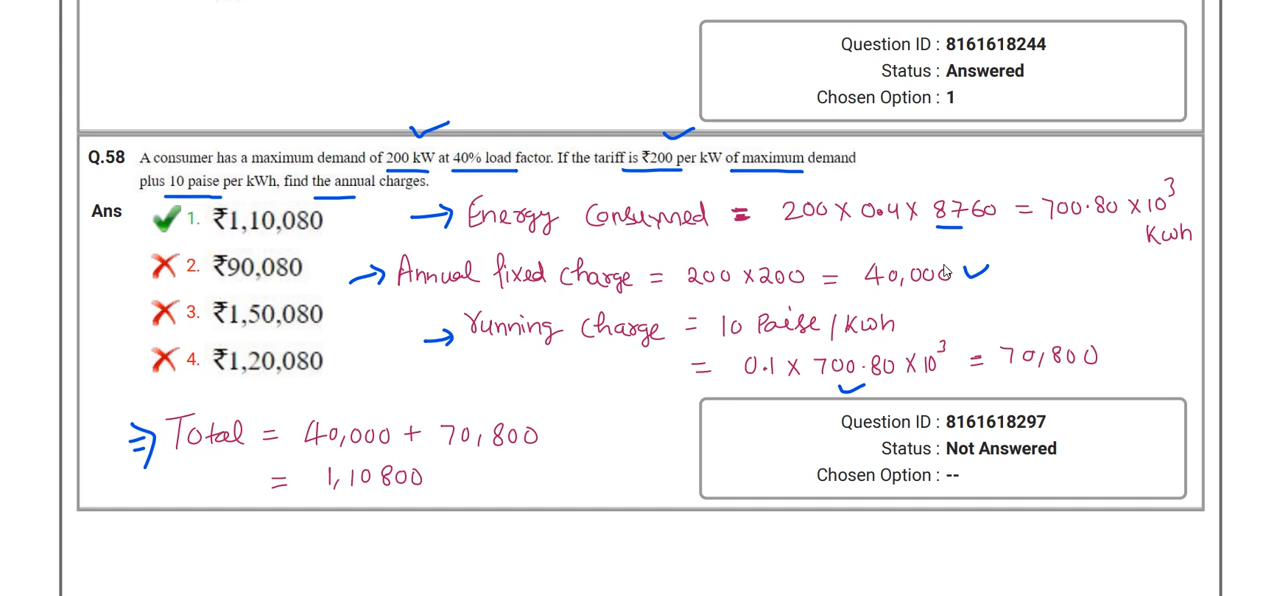 Question ID : 8161618244
Status : Answered
Chosen Option : 1
Q.58 A consumer has a maximum demand of 200 kW at 40% load factor. If the tariff is ₹200 per kW of maximum demand
plus 10 paise per kWh, find the annual charges.
Ans
1. ₹1,10,080
2. ₹90,080
3. ₹1,50,080
4. ₹1,20,080
→ Energy Consumned = 200 × 0.4 × 8760 = 700.80 × 10³
Kwh
→ Annual fixed charge = 200 × 200 = 40,000
→ running charge = 10 Paise / Kwh
= 0.1 × 700.80 × 10³ = 70,800
⇒ Total = 40,000 + 70,800
= 1,10800
Question ID : 8161618297
Status : Not Answered
Chosen Option : --